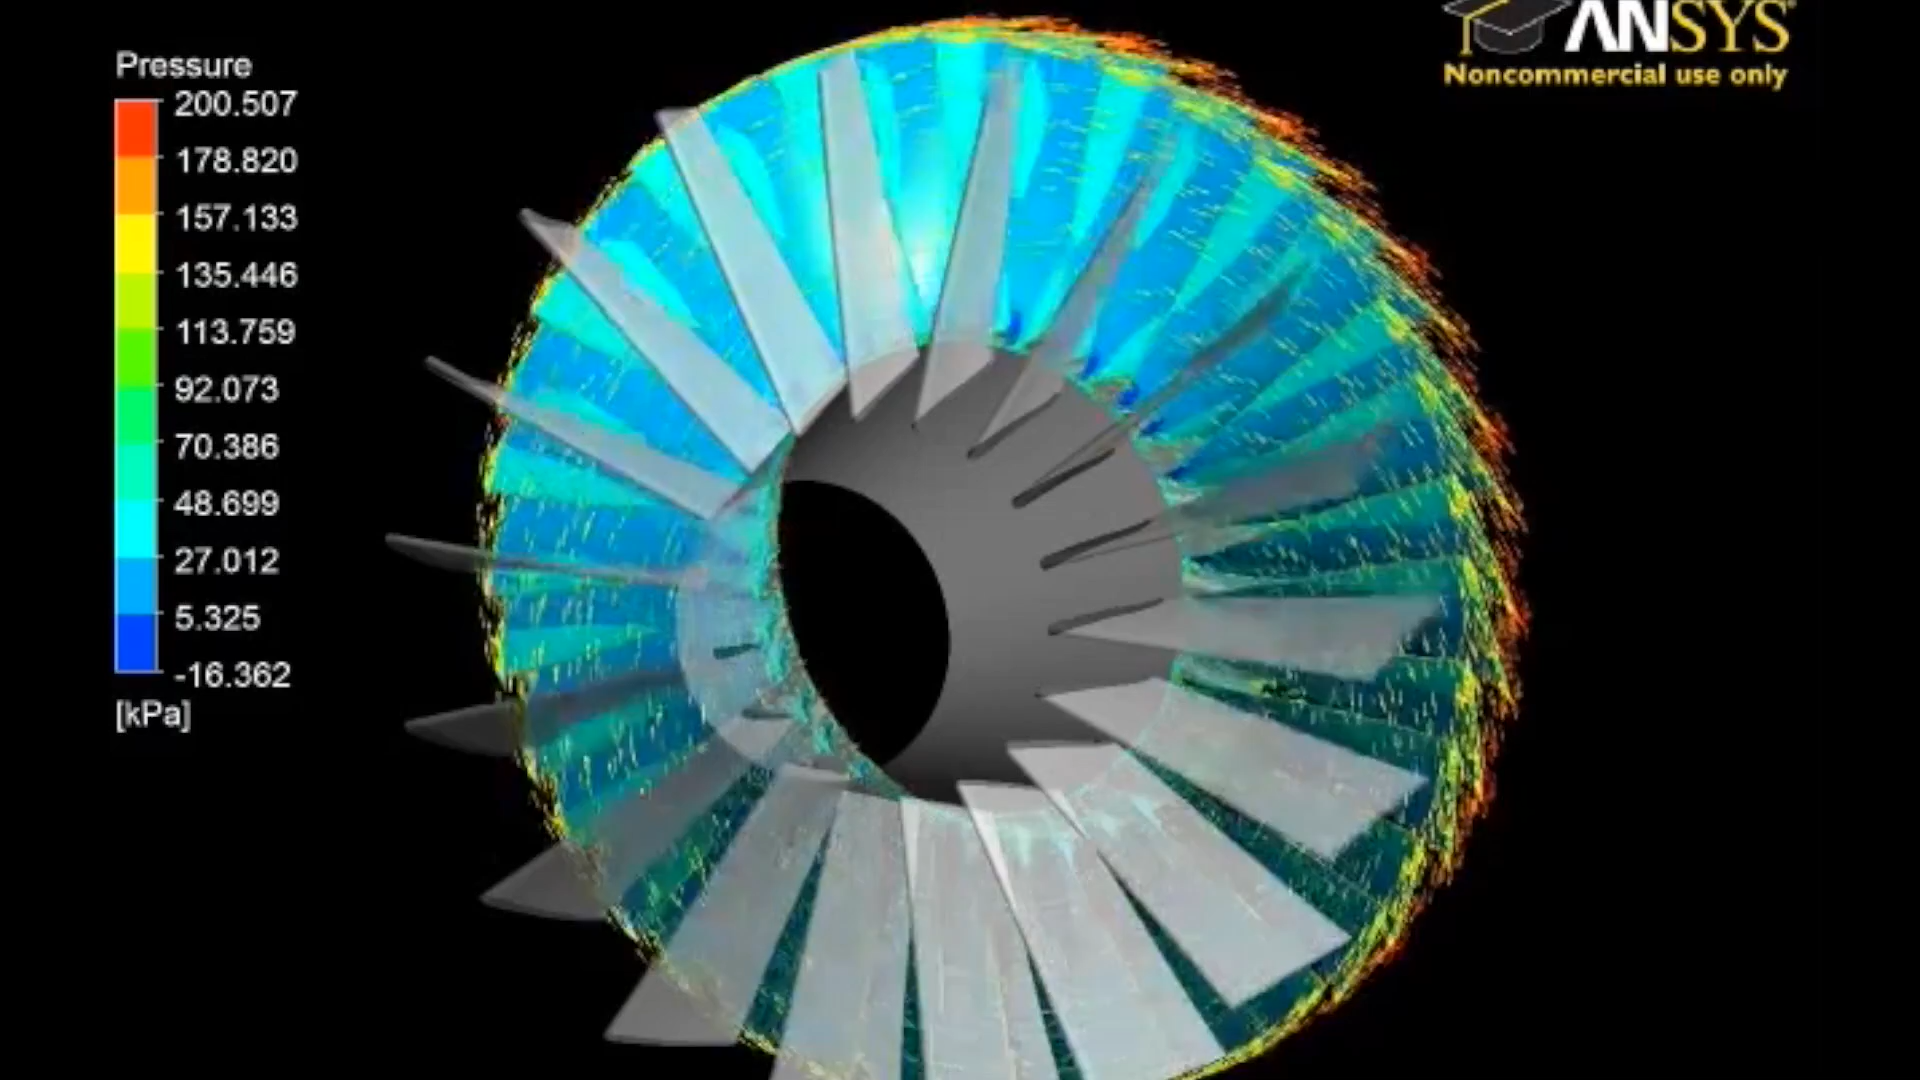 Pressure
200.507
178.820
157.133
135.446
113.759
92.073
70.386
48.699
27.012
5.325
-16.362
[kPa]
ANSYS
Noncommercial use only